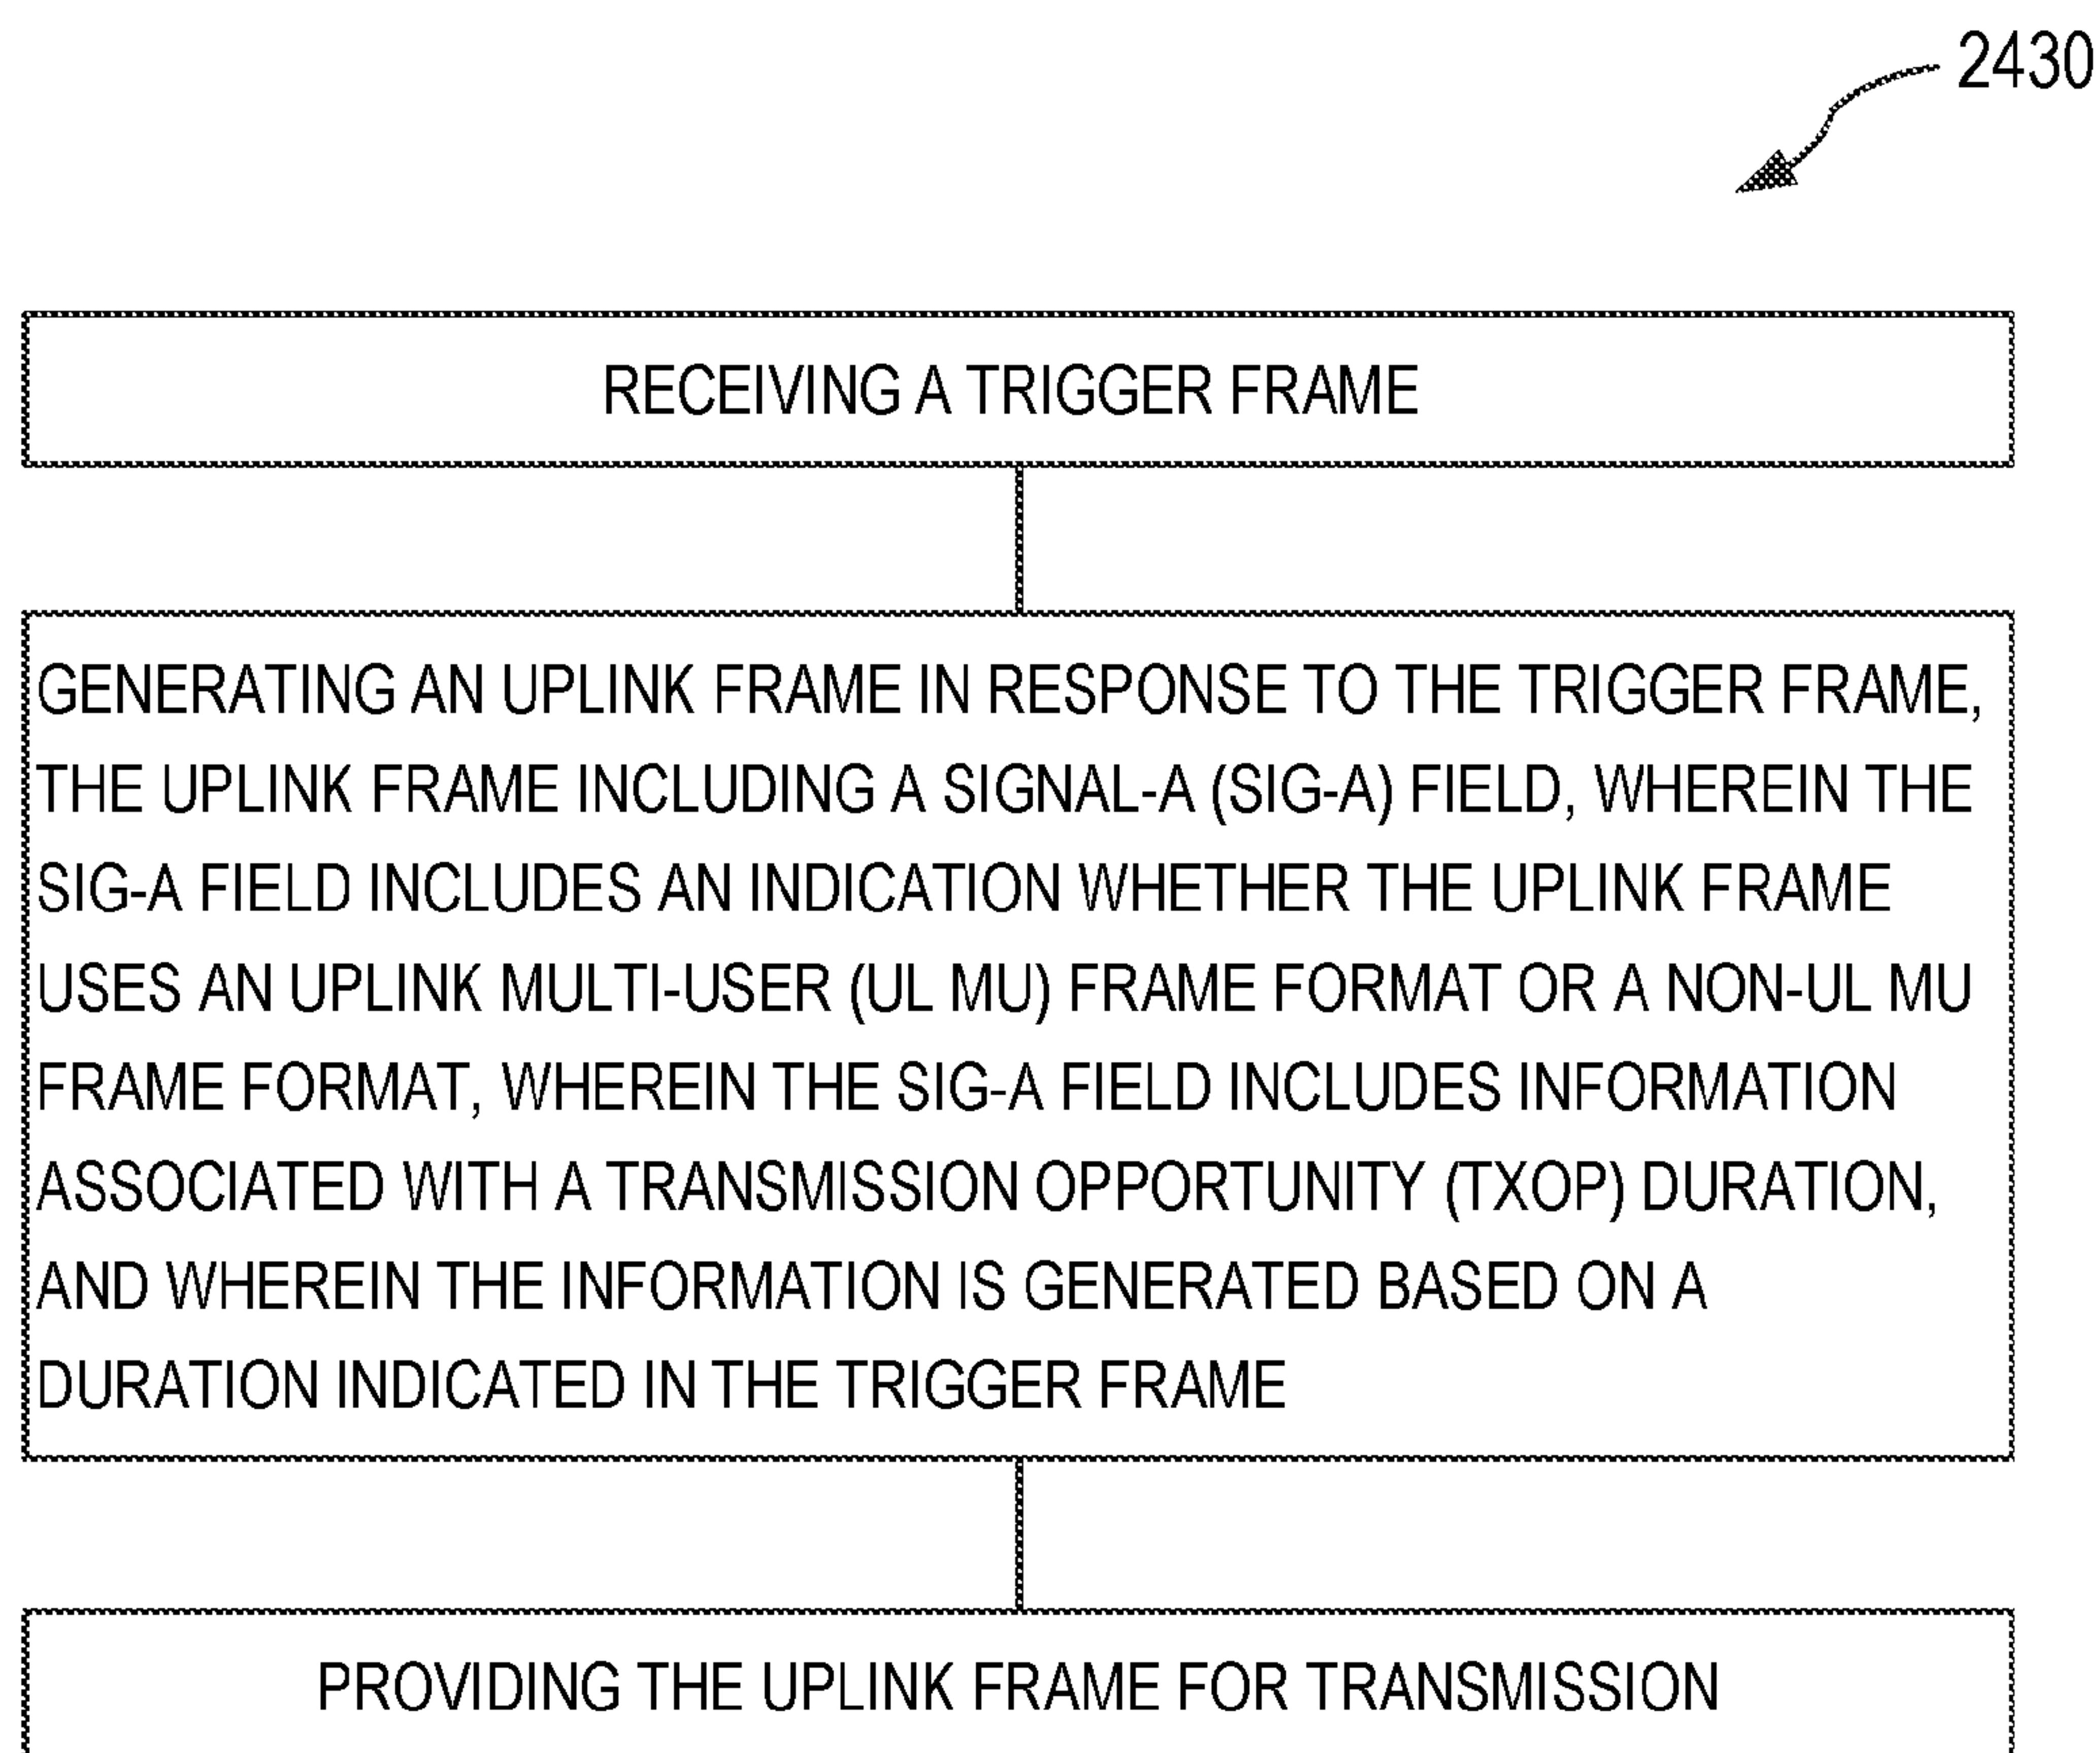 2430
RECEIVING A TRIGGER FRAME
GENERATING AN UPLINK FRAME IN RESPONSE TO THE TRIGGER FRAME,
THE UPLINK FRAME INCLUDING A SIGNAL-A (SIG-A) FIELD, WHEREIN THE
SIG-A FIELD INCLUDES AN INDICATION WHETHER THE UPLINK FRAME
USES AN UPLINK MULTI-USER (UL MU) FRAME FORMAT OR A NON-UL MU
FRAME FORMAT, WHEREIN THE SIG-A FIELD INCLUDES INFORMATION
ASSOCIATED WITH A TRANSMISSION OPPORTUNITY (TXOP) DURATION,
AND WHEREIN THE INFORMATION IS GENERATED BASED ON A
DURATION INDICATED IN THE TRIGGER FRAME
PROVIDING THE UPLINK FRAME FOR TRANSMISSION